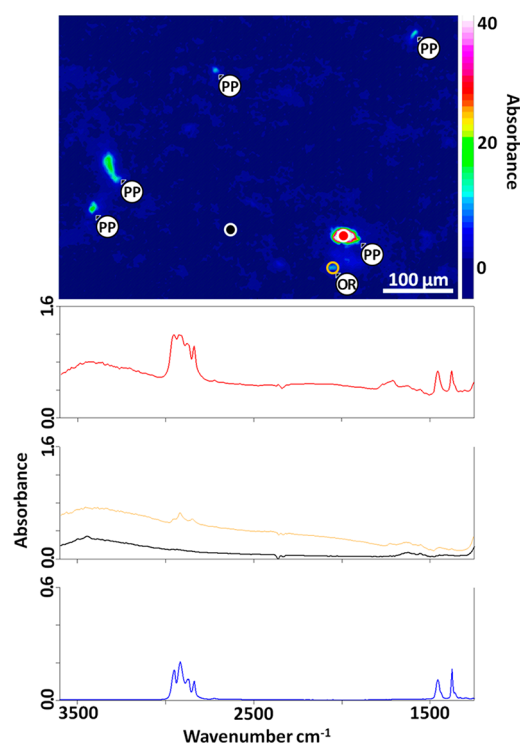 40
PP
PP
Absorbance
20
PP
PP
PP
0
OR
100 µm
1.6
0.0
1.6
Absorbance
0.0
0.6
0.0
3500
2500
1500
Wavenumber cm-1